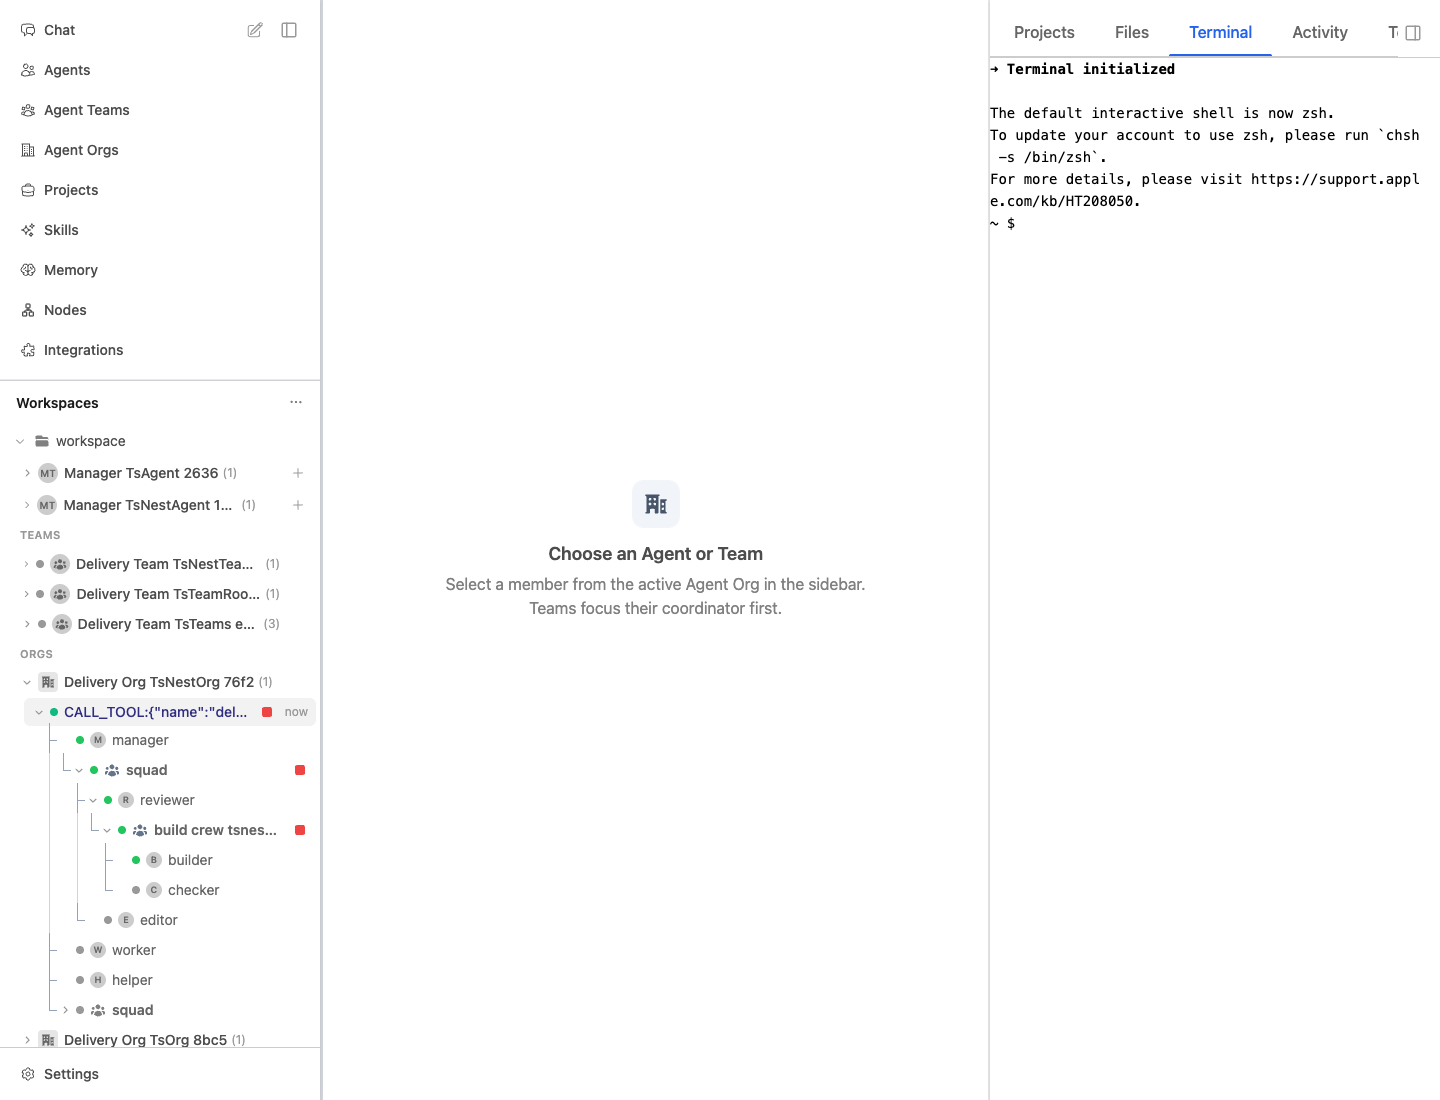 Chat
Agents
Agent Teams
Agent Orgs
Projects
Skills
Memory
Nodes
Integrations
Workspaces
workspace
MT Manager TsAgent 2636 (1)
MT Manager TsNestAgent 1... (1)
TEAMS
Delivery Team TsNestTea... (1)
Delivery Team TsTeamRoo... (1)
Delivery Team TsTeams e... (3)
ORGS
Delivery Org TsNestOrg 76f2 (1)
CALL_TOOL:{"name":"del... now
M manager
squad
R reviewer
build crew tsnes...
B builder
C checker
E editor
W worker
H helper
squad
Delivery Org TsOrg 8bc5 (1)
Settings
Choose an Agent or Team
Select a member from the active Agent Org in the sidebar.
Teams focus their coordinator first.
Projects Files Terminal Activity
→ Terminal initialized
The default interactive shell is now zsh.
To update your account to use zsh, please run `chsh
-s /bin/zsh`.
For more details, please visit https://support.appl
e.com/kb/HT208050.
~ $